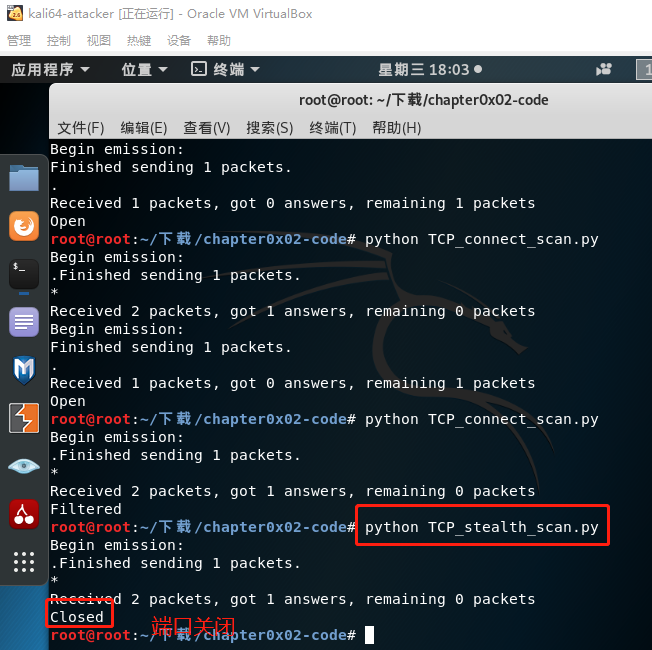 kali64-attacker [正在运行] - Oracle VM VirtualBox
管理 控制 视图 热键 设备 帮助
应用程序 位置 终端 星期三 18:03 1
root@root: ~/下载/chapter0x02-code
文件(F) 编辑(E) 查看(V) 搜索(S) 终端(T) 帮助(H)
Begin emission:
Finished sending 1 packets.
.
Received 1 packets, got 0 answers, remaining 1 packets
Open
root@root:~/下载/chapter0x02-code# python TCP_connect_scan.py
Begin emission:
.Finished sending 1 packets.
*
Received 2 packets, got 1 answers, remaining 0 packets
Begin emission:
Finished sending 1 packets.
.
Received 1 packets, got 0 answers, remaining 1 packets
Open
root@root:~/下载/chapter0x02-code# python TCP_connect_scan.py
Begin emission:
.Finished sending 1 packets.
*
Received 2 packets, got 1 answers, remaining 0 packets
Filtered
root@root:~/下载/chapter0x02-code# python TCP_stealth_scan.py
Begin emission:
.Finished sending 1 packets.
*
Received 2 packets, got 1 answers, remaining 0 packets
Closed
端口关闭
root@root:~/下载/chapter0x02-code#